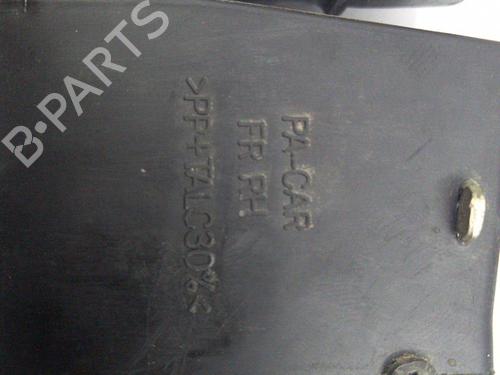 PA-CAR
FR RH.
>PP+TALC30%<
B-PARTS